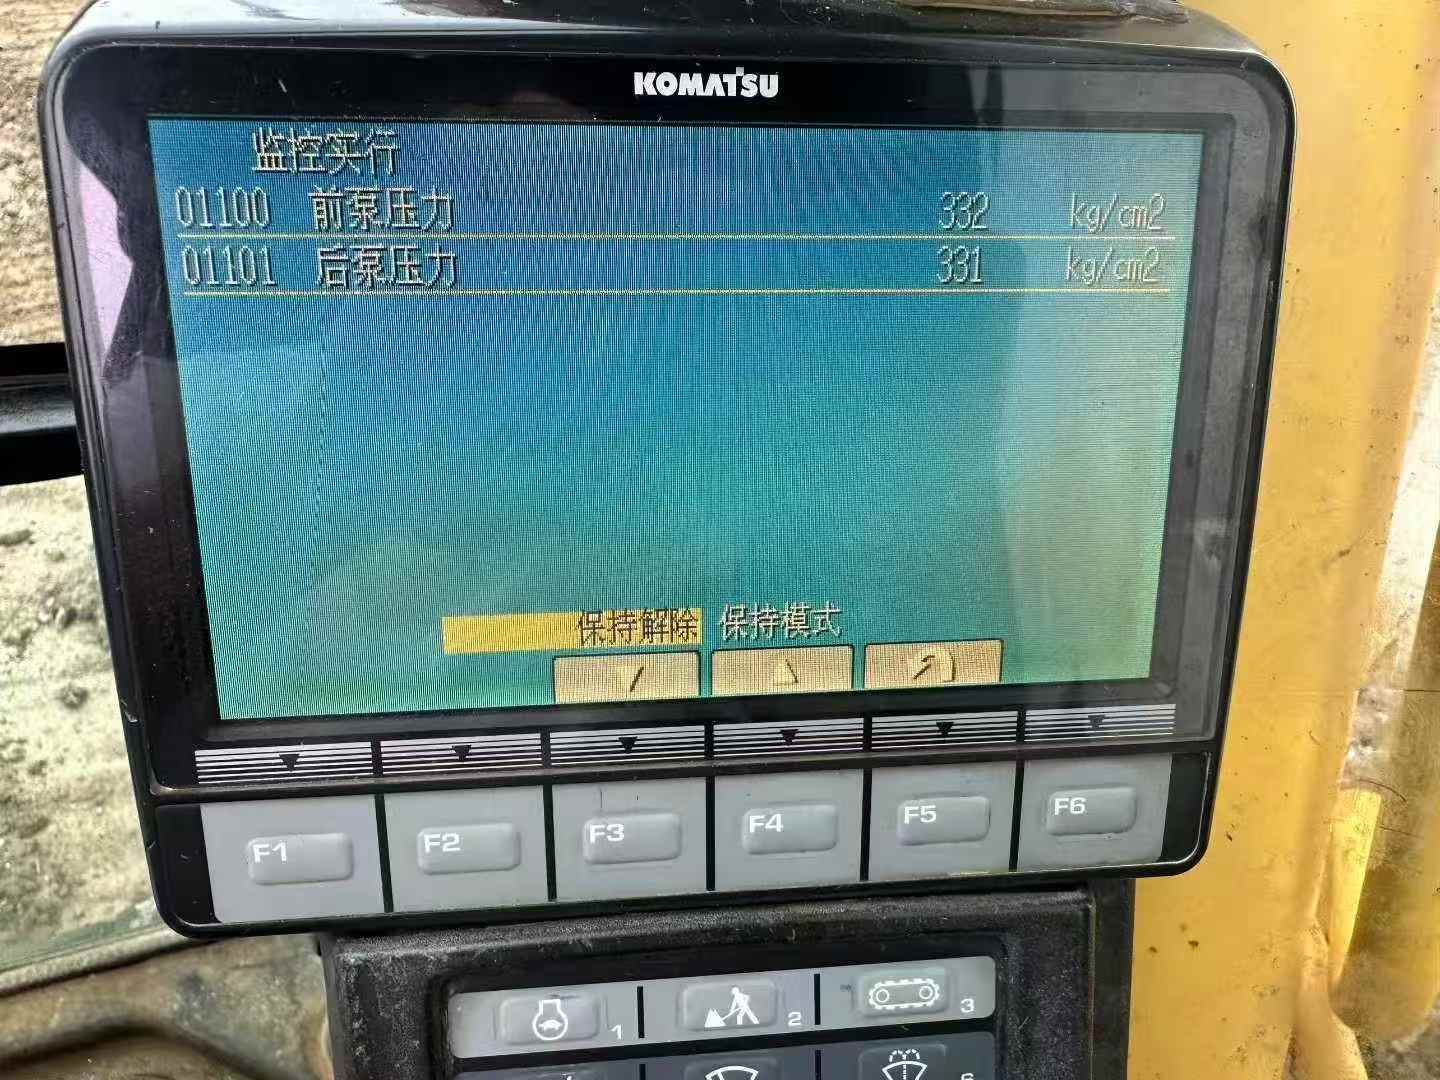 KOMATSU
监控实行
01100 前泵压力 332 kg/cm2
01101 后泵压力 331 kg/cm2
保持解除 保持模式
F1 F2 F3 F4 F5 F6
1 2 3
6